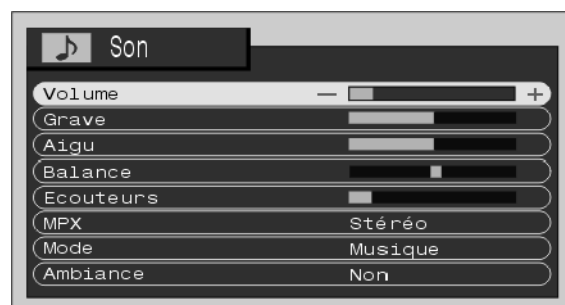 Son
Volume
Grave
Aigu
Balance
Ecouteurs
MPX Stéréo
Mode Musique
Ambiance Non